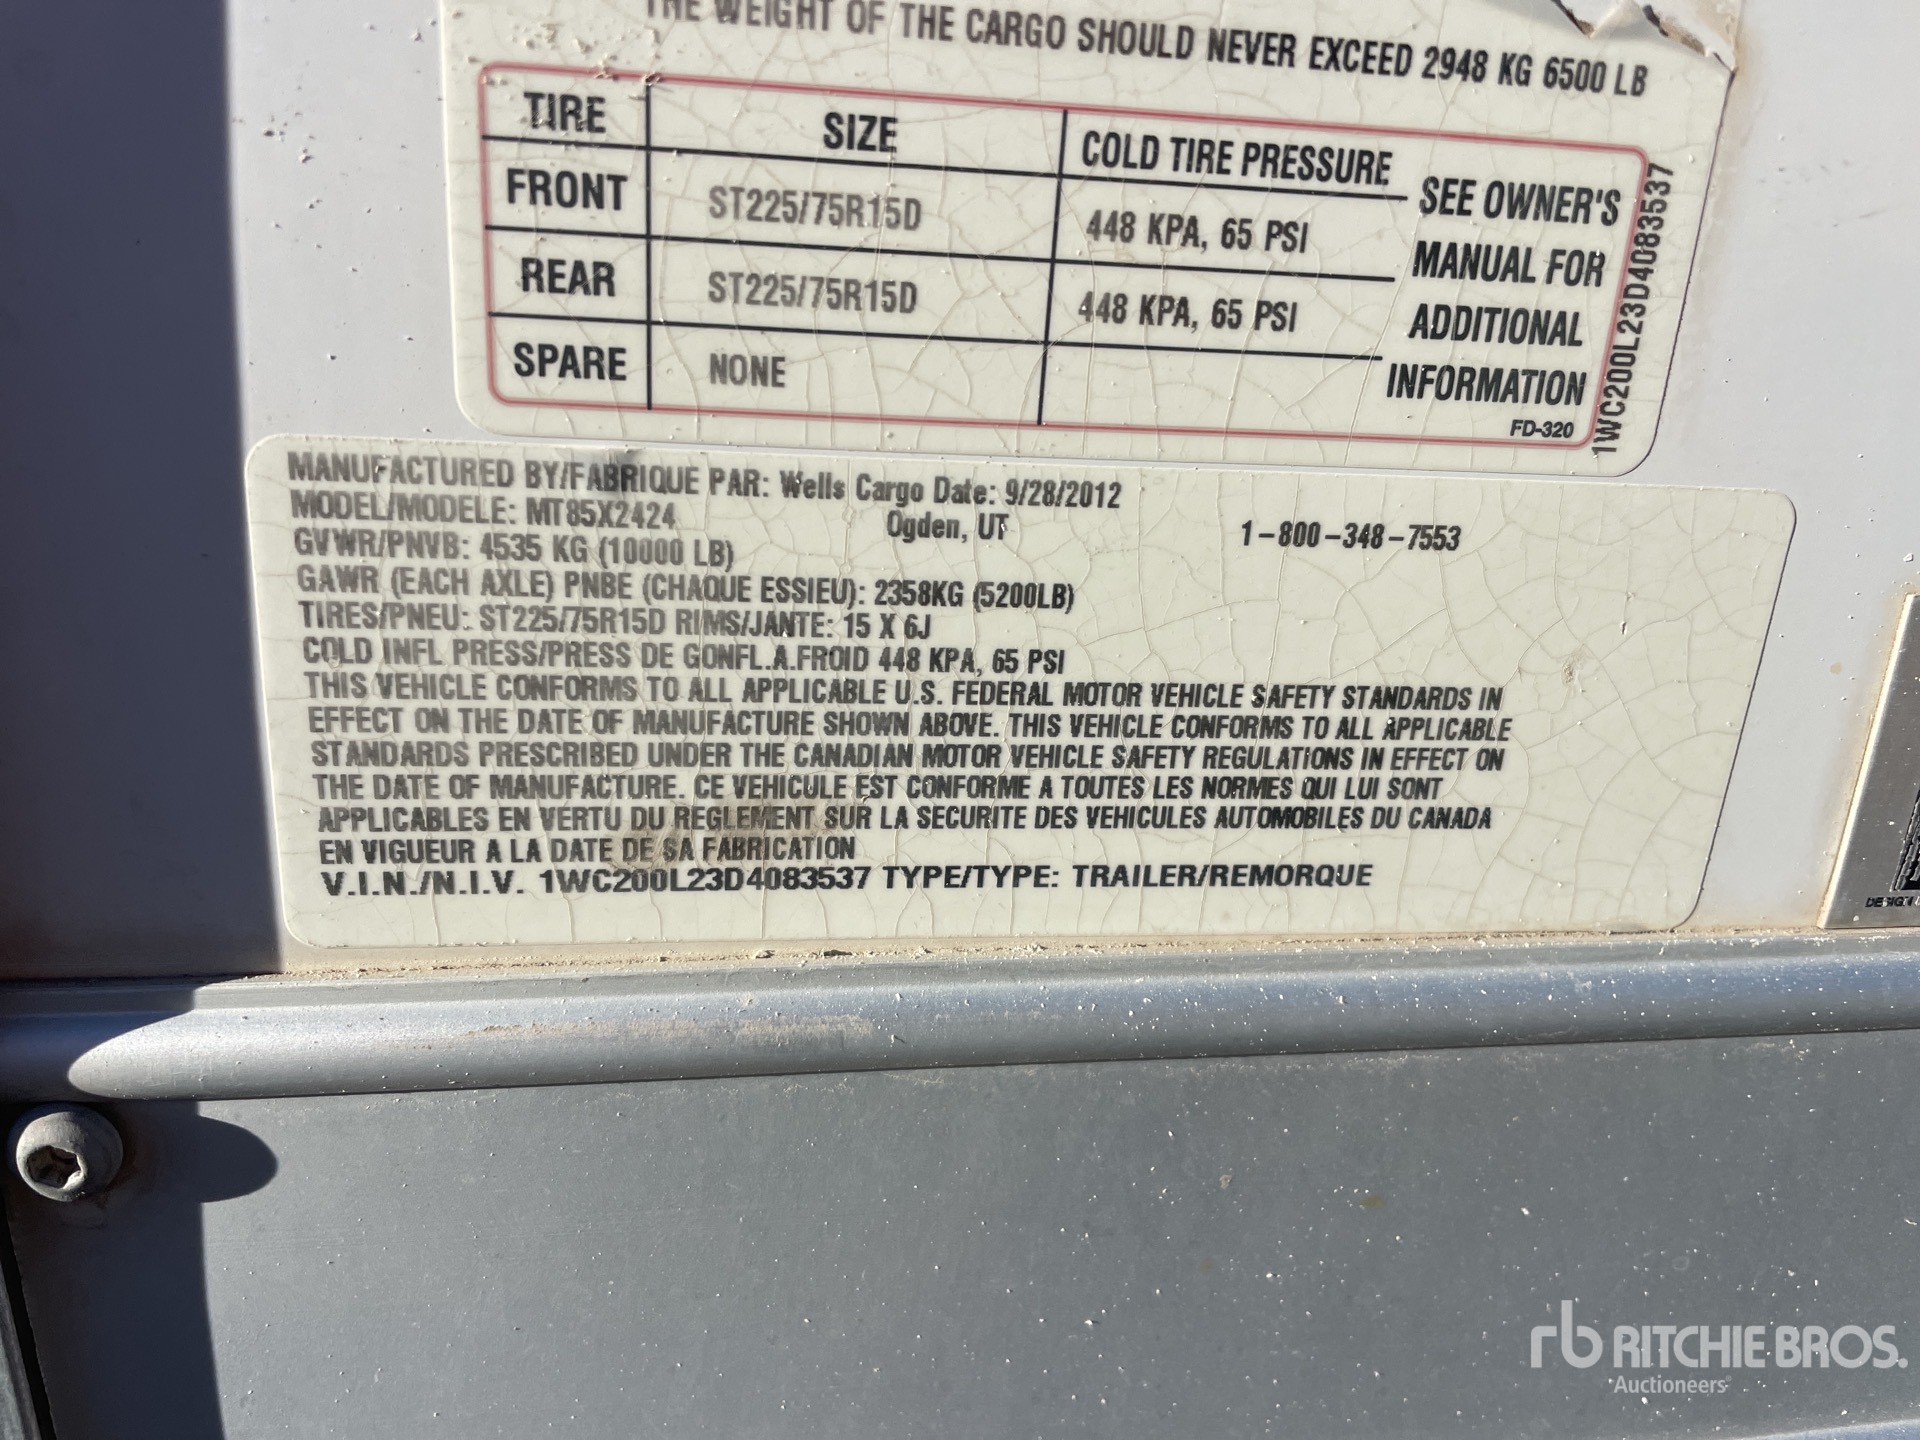 THE WEIGHT OF THE CARGO SHOULD NEVER EXCEED 2948 KG 6500 LB
TIRE SIZE COLD TIRE PRESSURE SEE OWNER'S MANUAL FOR ADDITIONAL INFORMATION
FRONT ST225/75R15D 448 KPA, 65 PSI
REAR ST225/75R15D 448 KPA, 65 PSI
SPARE NONE
FD-320
1WC200L23D4083537
MANUFACTURED BY/FABRIQUE PAR: Wells Cargo Date: 9/28/2012
MODEL/MODELE: MT85X2424 Ogden, UT 1-800-348-7553
GVWR/PNVB: 4535 KG (10000 LB)
GAWR (EACH AXLE) PNBE (CHAQUE ESSIEU): 2358KG (5200LB)
TIRES/PNEU: ST225/75R15D RIMS/JANTE: 15 X 6J
COLD INFL PRESS/PRESS DE GONFL.A.FROID 448 KPA, 65 PSI
THIS VEHICLE CONFORMS TO ALL APPLICABLE U.S. FEDERAL MOTOR VEHICLE SAFETY STANDARDS IN
EFFECT ON THE DATE OF MANUFACTURE SHOWN ABOVE. THIS VEHICLE CONFORMS TO ALL APPLICABLE
STANDARDS PRESCRIBED UNDER THE CANADIAN MOTOR VEHICLE SAFETY REGULATIONS IN EFFECT ON
THE DATE OF MANUFACTURE. CE VEHICULE EST CONFORME A TOUTES LES NORMES QUI LUI SONT
APPLICABLES EN VERTU DU REGLEMENT SUR LA SECURITE DES VEHICULES AUTOMOBILES DU CANADA
EN VIGUEUR A LA DATE DE SA FABRICATION
V.I.N./N.I.V. 1WC200L23D4083537 TYPE/TYPE: TRAILER/REMORQUE
DESIGN
rb RITCHIE BROS.
Auctioneers